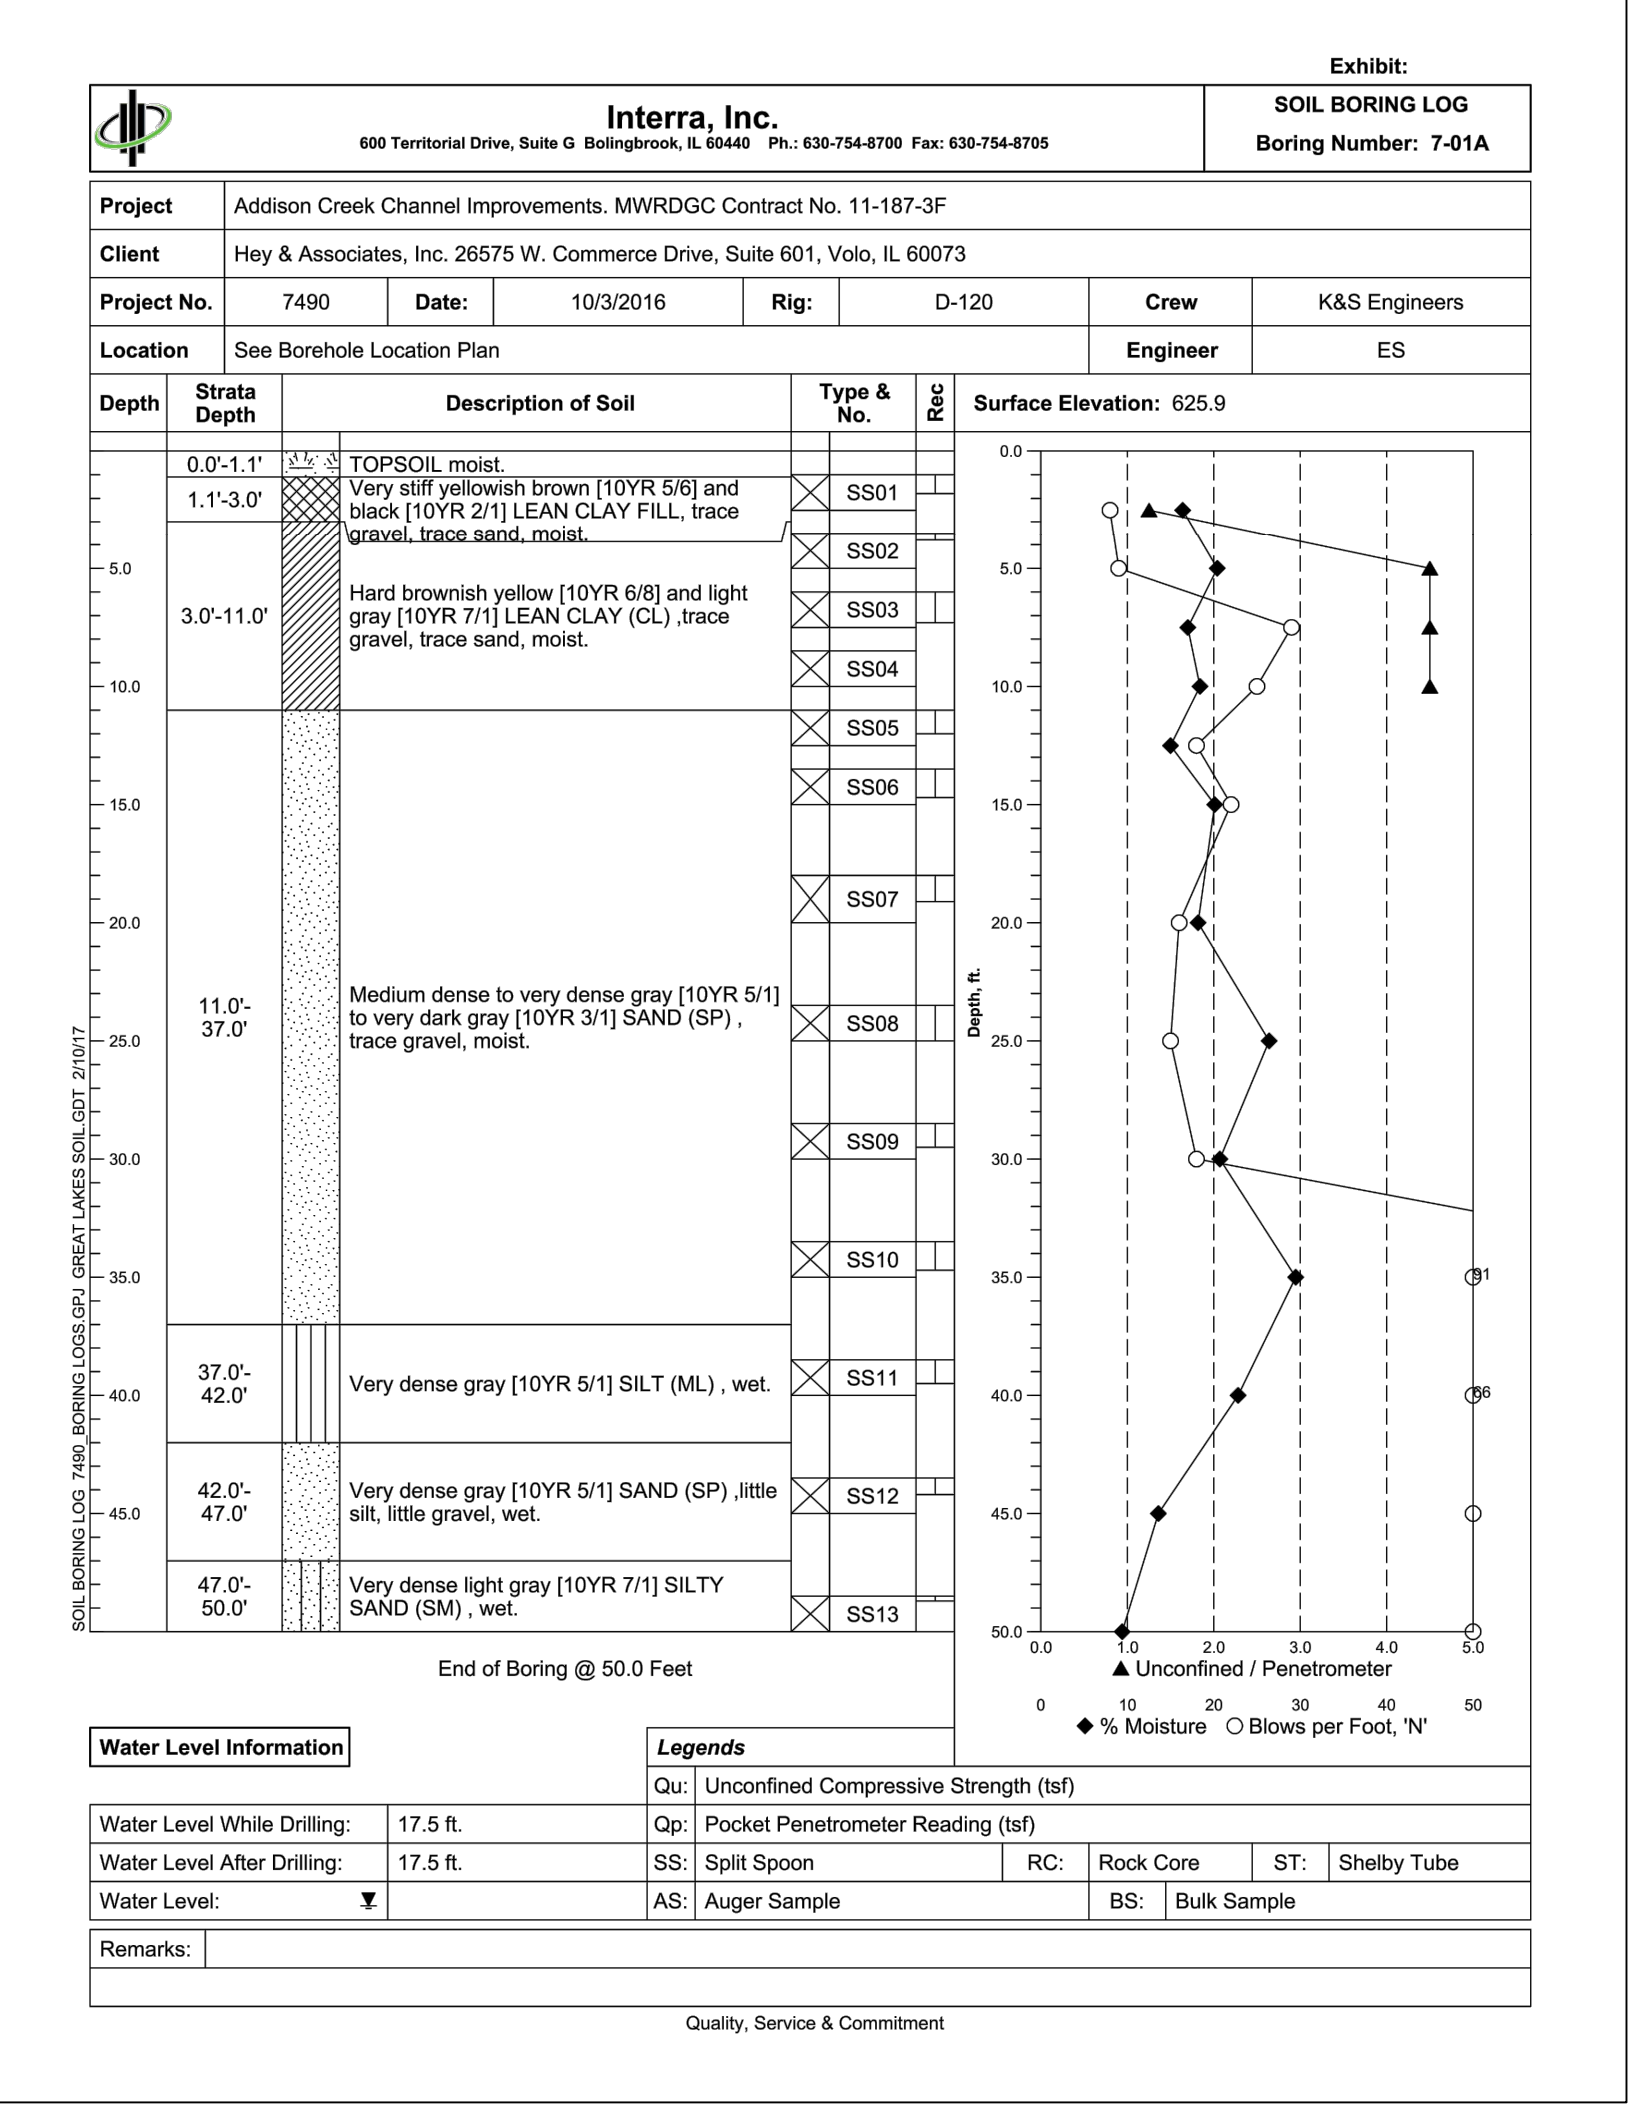 Exhibit:
Interra, Inc.
600 Territorial Drive, Suite G Bolingbrook, IL 60440 Ph.: 630-754-8700 Fax: 630-754-8705
SOIL BORING LOG
Boring Number: 7-01A
Project Addison Creek Channel Improvements. MWRDGC Contract No. 11-187-3F
Client Hey & Associates, Inc. 26575 W. Commerce Drive, Suite 601, Volo, IL 60073
Project No. 7490 Date: 10/3/2016 Rig: D-120 Crew K&S Engineers
Location See Borehole Location Plan Engineer ES
Depth Strata Depth Description of Soil Type & No. Rec Surface Elevation: 625.9
0.0'-1.1' TOPSOIL moist.
1.1'-3.0' Very stiff yellowish brown [10YR 5/6] and
black [10YR 2/1] LEAN CLAY FILL, trace
gravel, trace sand, moist.
SS01
SS02
5.0
3.0'-11.0'
Hard brownish yellow [10YR 6/8] and light
gray [10YR 7/1] LEAN CLAY (CL) ,trace
gravel, trace sand, moist.
SS03
SS04
10.0
SS05
SS06
15.0
SS07
20.0
11.0'-
37.0'
Medium dense to very dense gray [10YR 5/1]
to very dark gray [10YR 3/1] SAND (SP) ,
trace gravel, moist.
SS08
25.0
SS09
30.0
SS10
35.0
37.0'-
42.0'
Very dense gray [10YR 5/1] SILT (ML) , wet.
SS11
40.0
42.0'-
47.0'
Very dense gray [10YR 5/1] SAND (SP) ,little
silt, little gravel, wet.
SS12
45.0
47.0'-
50.0'
Very dense light gray [10YR 7/1] SILTY
SAND (SM) , wet.
SS13
End of Boring @ 50.0 Feet
Depth, ft.
0.0
5.0
10.0
15.0
20.0
25.0
30.0
35.0
40.0
45.0
50.0
91
66
0.0 1.0 2.0 3.0 4.0 5.0
Unconfined / Penetrometer
0 10 20 30 40 50
% Moisture Blows per Foot, 'N'
SOIL BORING LOG 7490_BORING LOGS.GPJ GREAT LAKES SOIL.GDT 2/10/17
Water Level Information
Water Level While Drilling: 17.5 ft.
Water Level After Drilling: 17.5 ft.
Water Level:
Legends
Qu: Unconfined Compressive Strength (tsf)
Qp: Pocket Penetrometer Reading (tsf)
SS: Split Spoon RC: Rock Core ST: Shelby Tube
AS: Auger Sample BS: Bulk Sample
Remarks:
Quality, Service & Commitment